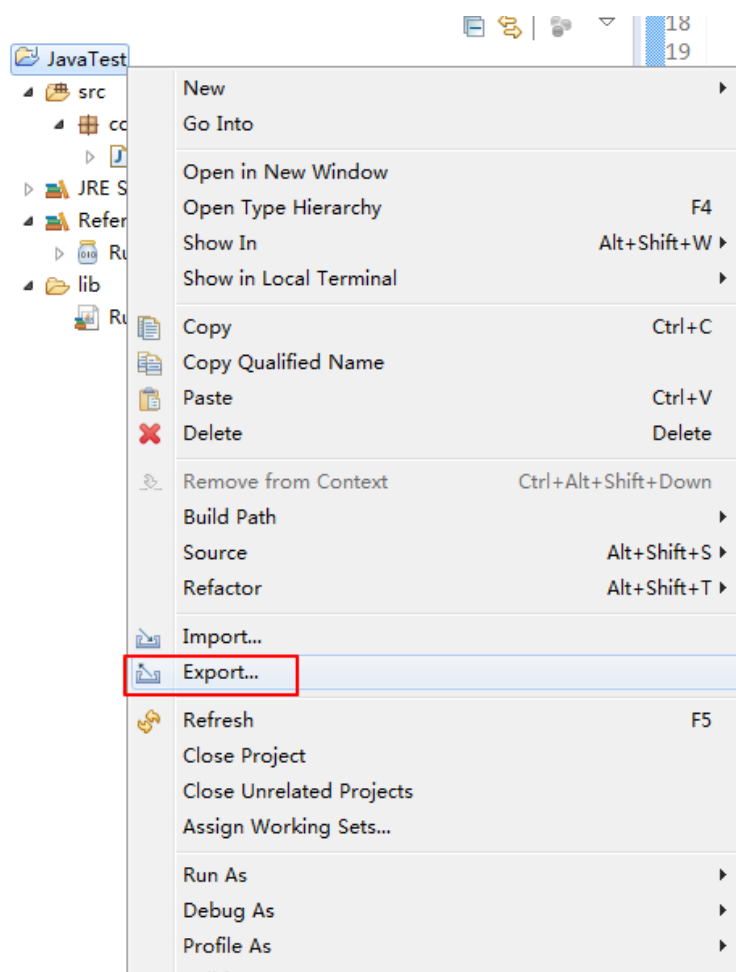 18
19
JavaTest
src
JRE S
Refer
lib
New
Go Into
Open in New Window
Open Type Hierarchy F4
Show In Alt+Shift+W
Show in Local Terminal
Copy Ctrl+C
Copy Qualified Name
Paste Ctrl+V
Delete Delete
Remove from Context Ctrl+Alt+Shift+Down
Build Path
Source Alt+Shift+S
Refactor Alt+Shift+T
Import...
Export...
Refresh F5
Close Project
Close Unrelated Projects
Assign Working Sets...
Run As
Debug As
Profile As